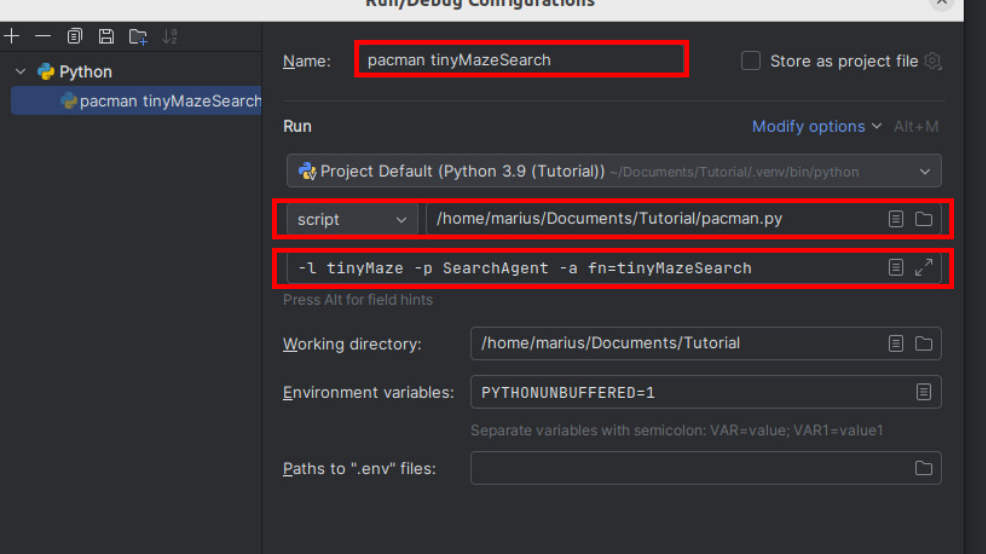 Run/Debug Configurations
Name: pacman tinyMazeSearch Store as project file
Python
pacman tinyMazeSearch
Run Modify options Alt+M
Project Default (Python 3.9 (Tutorial)) ~/Documents/Tutorial/.venv/bin/python
script /home/marius/Documents/Tutorial/pacman.py
-l tinyMaze -p SearchAgent -a fn=tinyMazeSearch
Press Alt for field hints
Working directory: /home/marius/Documents/Tutorial
Environment variables: PYTHONUNBUFFERED=1
Separate variables with semicolon: VAR=value; VAR1=value1
Paths to ".env" files: